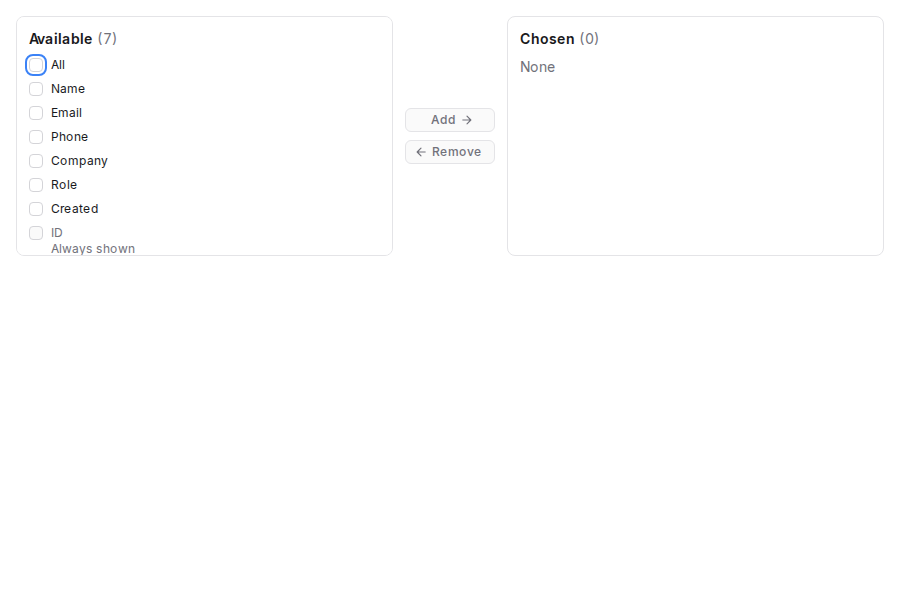 Available (7)
All
Name
Email
Phone
Company
Role
Created
ID
Always shown
Add →
← Remove
Chosen (0)
None